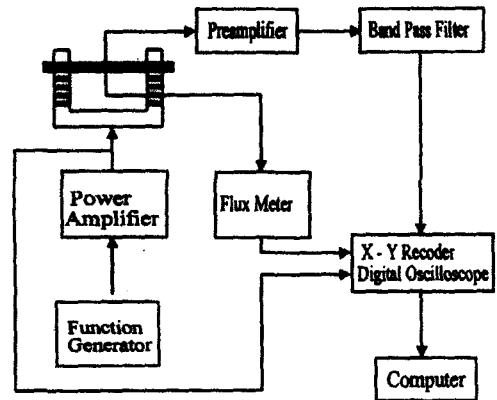 Preamplifier
Band Pass Filter
Power
Amplifier
Flux Meter
X - Y Recoder
Digital Oscilloscope
Function
Generator
Computer